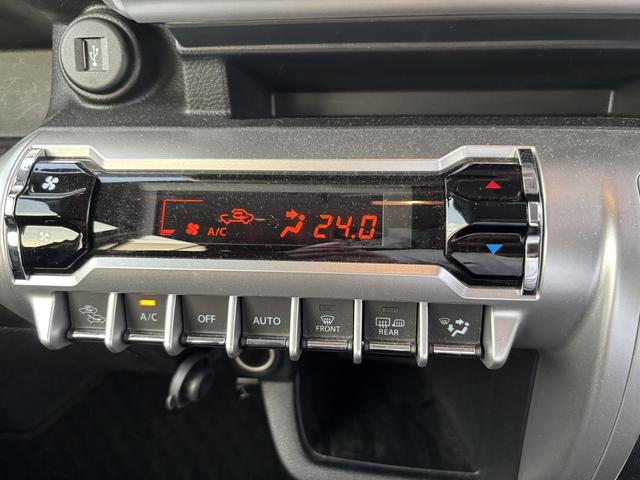 A/C 24.0
A/C OFF AUTO FRONT REAR